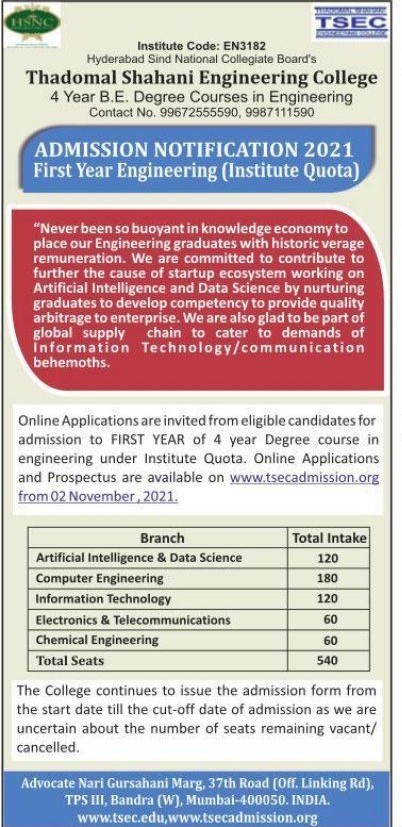 HSNC
THADOMAL SHAHANI
TSEC
ENGINEERING COLLEGE
Institute Code: EN3182
Hyderabad Sind National Collegiate Board's
Thadomal Shahani Engineering College
4 Year B.E. Degree Courses in Engineering
Contact No. 99672555590, 9987111590
ADMISSION NOTIFICATION 2021
First Year Engineering (Institute Quota)
“Never been so buoyant in knowledge economy to
place our Engineering graduates with historic verage
remuneration. We are committed to contribute to
further the cause of startup ecosystem working on
Artificial Intelligence and Data Science by nurturing
graduates to develop competency to provide quality
arbitrage to enterprise. We are also glad to be part of
global supply chain to cater to demands of
Information Technology/communication
behemoths.
Online Applications are invited from eligible candidates for
admission to FIRST YEAR of 4 year Degree course in
engineering under Institute Quota. Online Applications
and Prospectus are available on www.tsecadmission.org
from 02 November , 2021.
Branch Total Intake
Artificial Intelligence & Data Science 120
Computer Engineering 180
Information Technology 120
Electronics & Telecommunications 60
Chemical Engineering 60
Total Seats 540
The College continues to issue the admission form from
the start date till the cut-off date of admission as we are
uncertain about the number of seats remaining vacant/
cancelled.
Advocate Nari Gursahani Marg, 37th Road (Off. Linking Rd),
TPS III, Bandra (W), Mumbai-400050. INDIA.
www.tsec.edu,www.tsecadmission.org